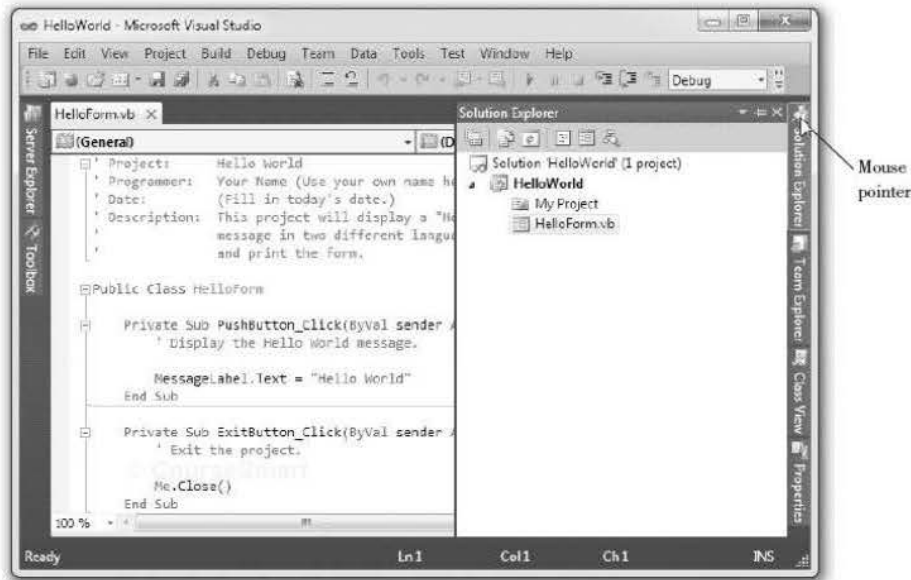 HelloWorld - Microsoft Visual Studio
File Edit View Project Build Debug Team Data Tools Test Window Help
Debug
HelloForm.vb
Solution Explorer
(General)
(D
Server Explorer
Toolbox
' Project: Hello World
' Programmer: Your Name (Use your own name he
' Date: (Fill in today's date.)
' Description: This project will display a "He
' message in two different langua
' and print the form.
Public Class HelloForm
Private Sub PushButton_Click(ByVal sender A
' Display the Hello World message.
MessageLabel.Text = "Hello World"
End Sub
Private Sub ExitButton_Click(ByVal sender A
' Exit the project.
© CourseSmart
Me.Close()
End Sub
100 %
Solution 'HelloWorld' (1 project)
HelloWorld
My Project
HelloForm.vb
Solution Explorer
Team Explorer
Class View
Properties
Mouse
pointer
Ready Ln 1 Col 1 Ch 1 INS